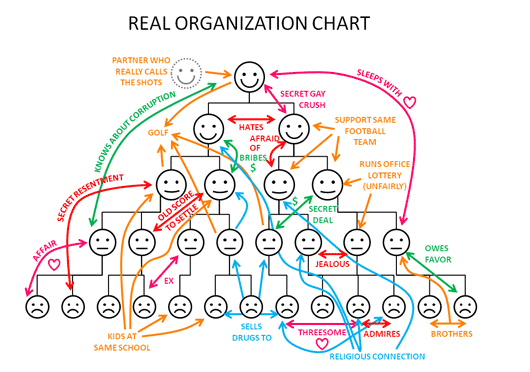 REAL ORGANIZATION CHART
PARTNER WHO
REALLY CALLS
THE SHOTS
SLEEPS WITH
SECRET GAY
CRUSH
KNOWS ABOUT CORRUPTION
GOLF
HATES
AFRAID
OF
BRIBES
$
SUPPORT SAME
FOOTBALL
TEAM
RUNS OFFICE
LOTTERY
(UNFAIRLY)
SECRET RESENTMENT
OLD SCORE
TO SETTLE
$
SECRET
DEAL
AFFAIR
EX
JEALOUS
OWES
FAVOR
KIDS AT
SAME SCHOOL
SELLS
DRUGS TO
THREESOME
ADMIRES
BROTHERS
RELIGIOUS CONNECTION